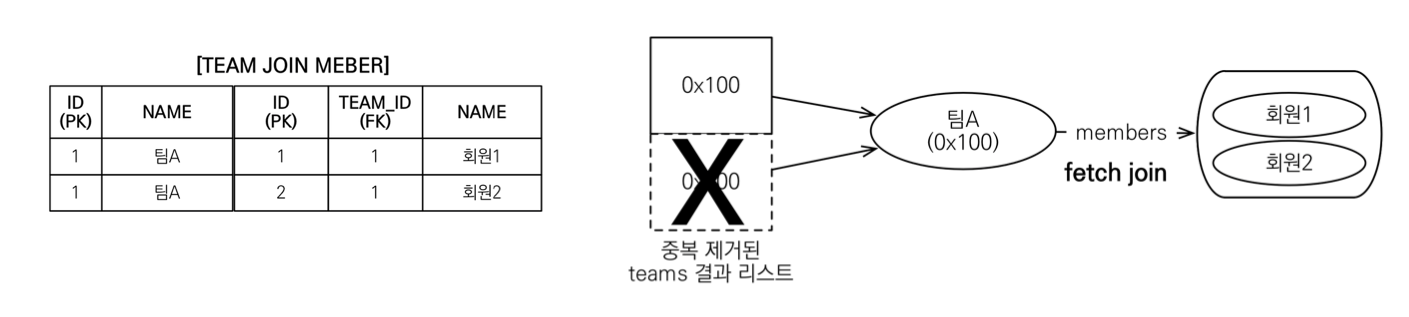 [TEAM JOIN MEBER]
ID (PK) NAME ID (PK) TEAM_ID (FK) NAME
1 팀A 1 1 회원1
1 팀A 2 1 회원2
0x100
중복 제거된
teams 결과 리스트
팀A
(0x100)
members
fetch join
회원1
회원2